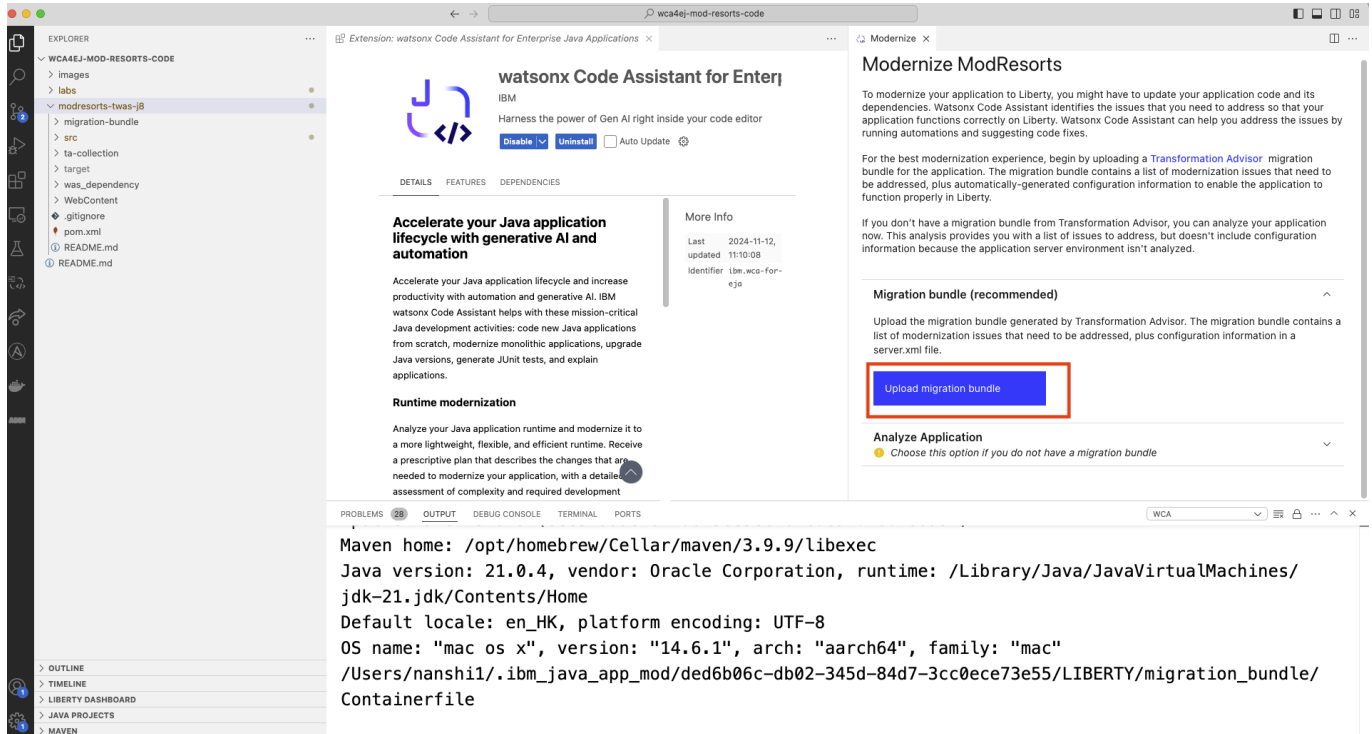 wca4ej-mod-resorts-code
EXPLORER
WCA4EJ-MOD-RESORTS-CODE
images
labs
modresorts-twas-j8
migration-bundle
src
ta-collection
target
was_dependency
WebContent
.gitignore
pom.xml
README.md
README.md
OUTLINE
TIMELINE
LIBERTY DASHBOARD
JAVA PROJECTS
MAVEN
2
1
1
Extension: watsonx Code Assistant for Enterprise Java Applications
watsonx Code Assistant for Enterp
IBM
Harness the power of Gen AI right inside your code editor
Disable Uninstall Auto Update
DETAILS FEATURES DEPENDENCIES
Accelerate your Java application
lifecycle with generative AI and
automation
Accelerate your Java application lifecycle and increase
productivity with automation and generative AI. IBM
watsonx Code Assistant helps with these mission-critical
Java development activities: code new Java applications
from scratch, modernize monolithic applications, upgrade
Java versions, generate JUnit tests, and explain
applications.
Runtime modernization
Analyze your Java application runtime and modernize it to
a more lightweight, flexible, and efficient runtime. Receive
a prescriptive plan that describes the changes that are
needed to modernize your application, with a detailed
assessment of complexity and required development
More Info
Last 2024-11-12,
updated 11:10:08
Identifier ibm.wca-for-
eja
Modernize
Modernize ModResorts
To modernize your application to Liberty, you might have to update your application code and its
dependencies. Watsonx Code Assistant identifies the issues that you need to address so that your
application functions correctly on Liberty. Watsonx Code Assistant can help you address the issues by
running automations and suggesting code fixes.
For the best modernization experience, begin by uploading a Transformation Advisor migration
bundle for the application. The migration bundle contains a list of modernization issues that need to
be addressed, plus automatically-generated configuration information to enable the application to
function properly in Liberty.
If you don't have a migration bundle from Transformation Advisor, you can analyze your application
now. This analysis provides you with a list of issues to address, but doesn't include configuration
information because the application server environment isn't analyzed.
Migration bundle (recommended)
Upload the migration bundle generated by Transformation Advisor. The migration bundle contains a
list of modernization issues that need to be addressed, plus configuration information in a
server.xml file.
Upload migration bundle
Analyze Application
Choose this option if you do not have a migration bundle
PROBLEMS 28 OUTPUT DEBUG CONSOLE TERMINAL PORTS
WCA
Maven home: /opt/homebrew/Cellar/maven/3.9.9/libexec
Java version: 21.0.4, vendor: Oracle Corporation, runtime: /Library/Java/JavaVirtualMachines/
jdk-21.jdk/Contents/Home
Default locale: en_HK, platform encoding: UTF-8
OS name: "mac os x", version: "14.6.1", arch: "aarch64", family: "mac"
/Users/nanshi1/.ibm_java_app_mod/ded6b06c-db02-345d-84d7-3cc0ece73e55/LIBERTY/migration_bundle/
Containerfile